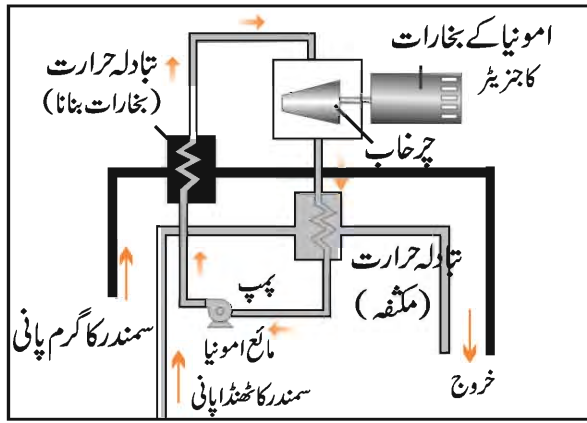 امونیا کے بخارات
کا جنریٹر
تبادلہ حرارت
(بخارات بنانا)
چرخاب
تبادلہ حرارت
(مکثفہ)
پمپ
سمندر کا گرم پانی
مائع امونیا
سمندر کا ٹھنڈا پانی
خروج